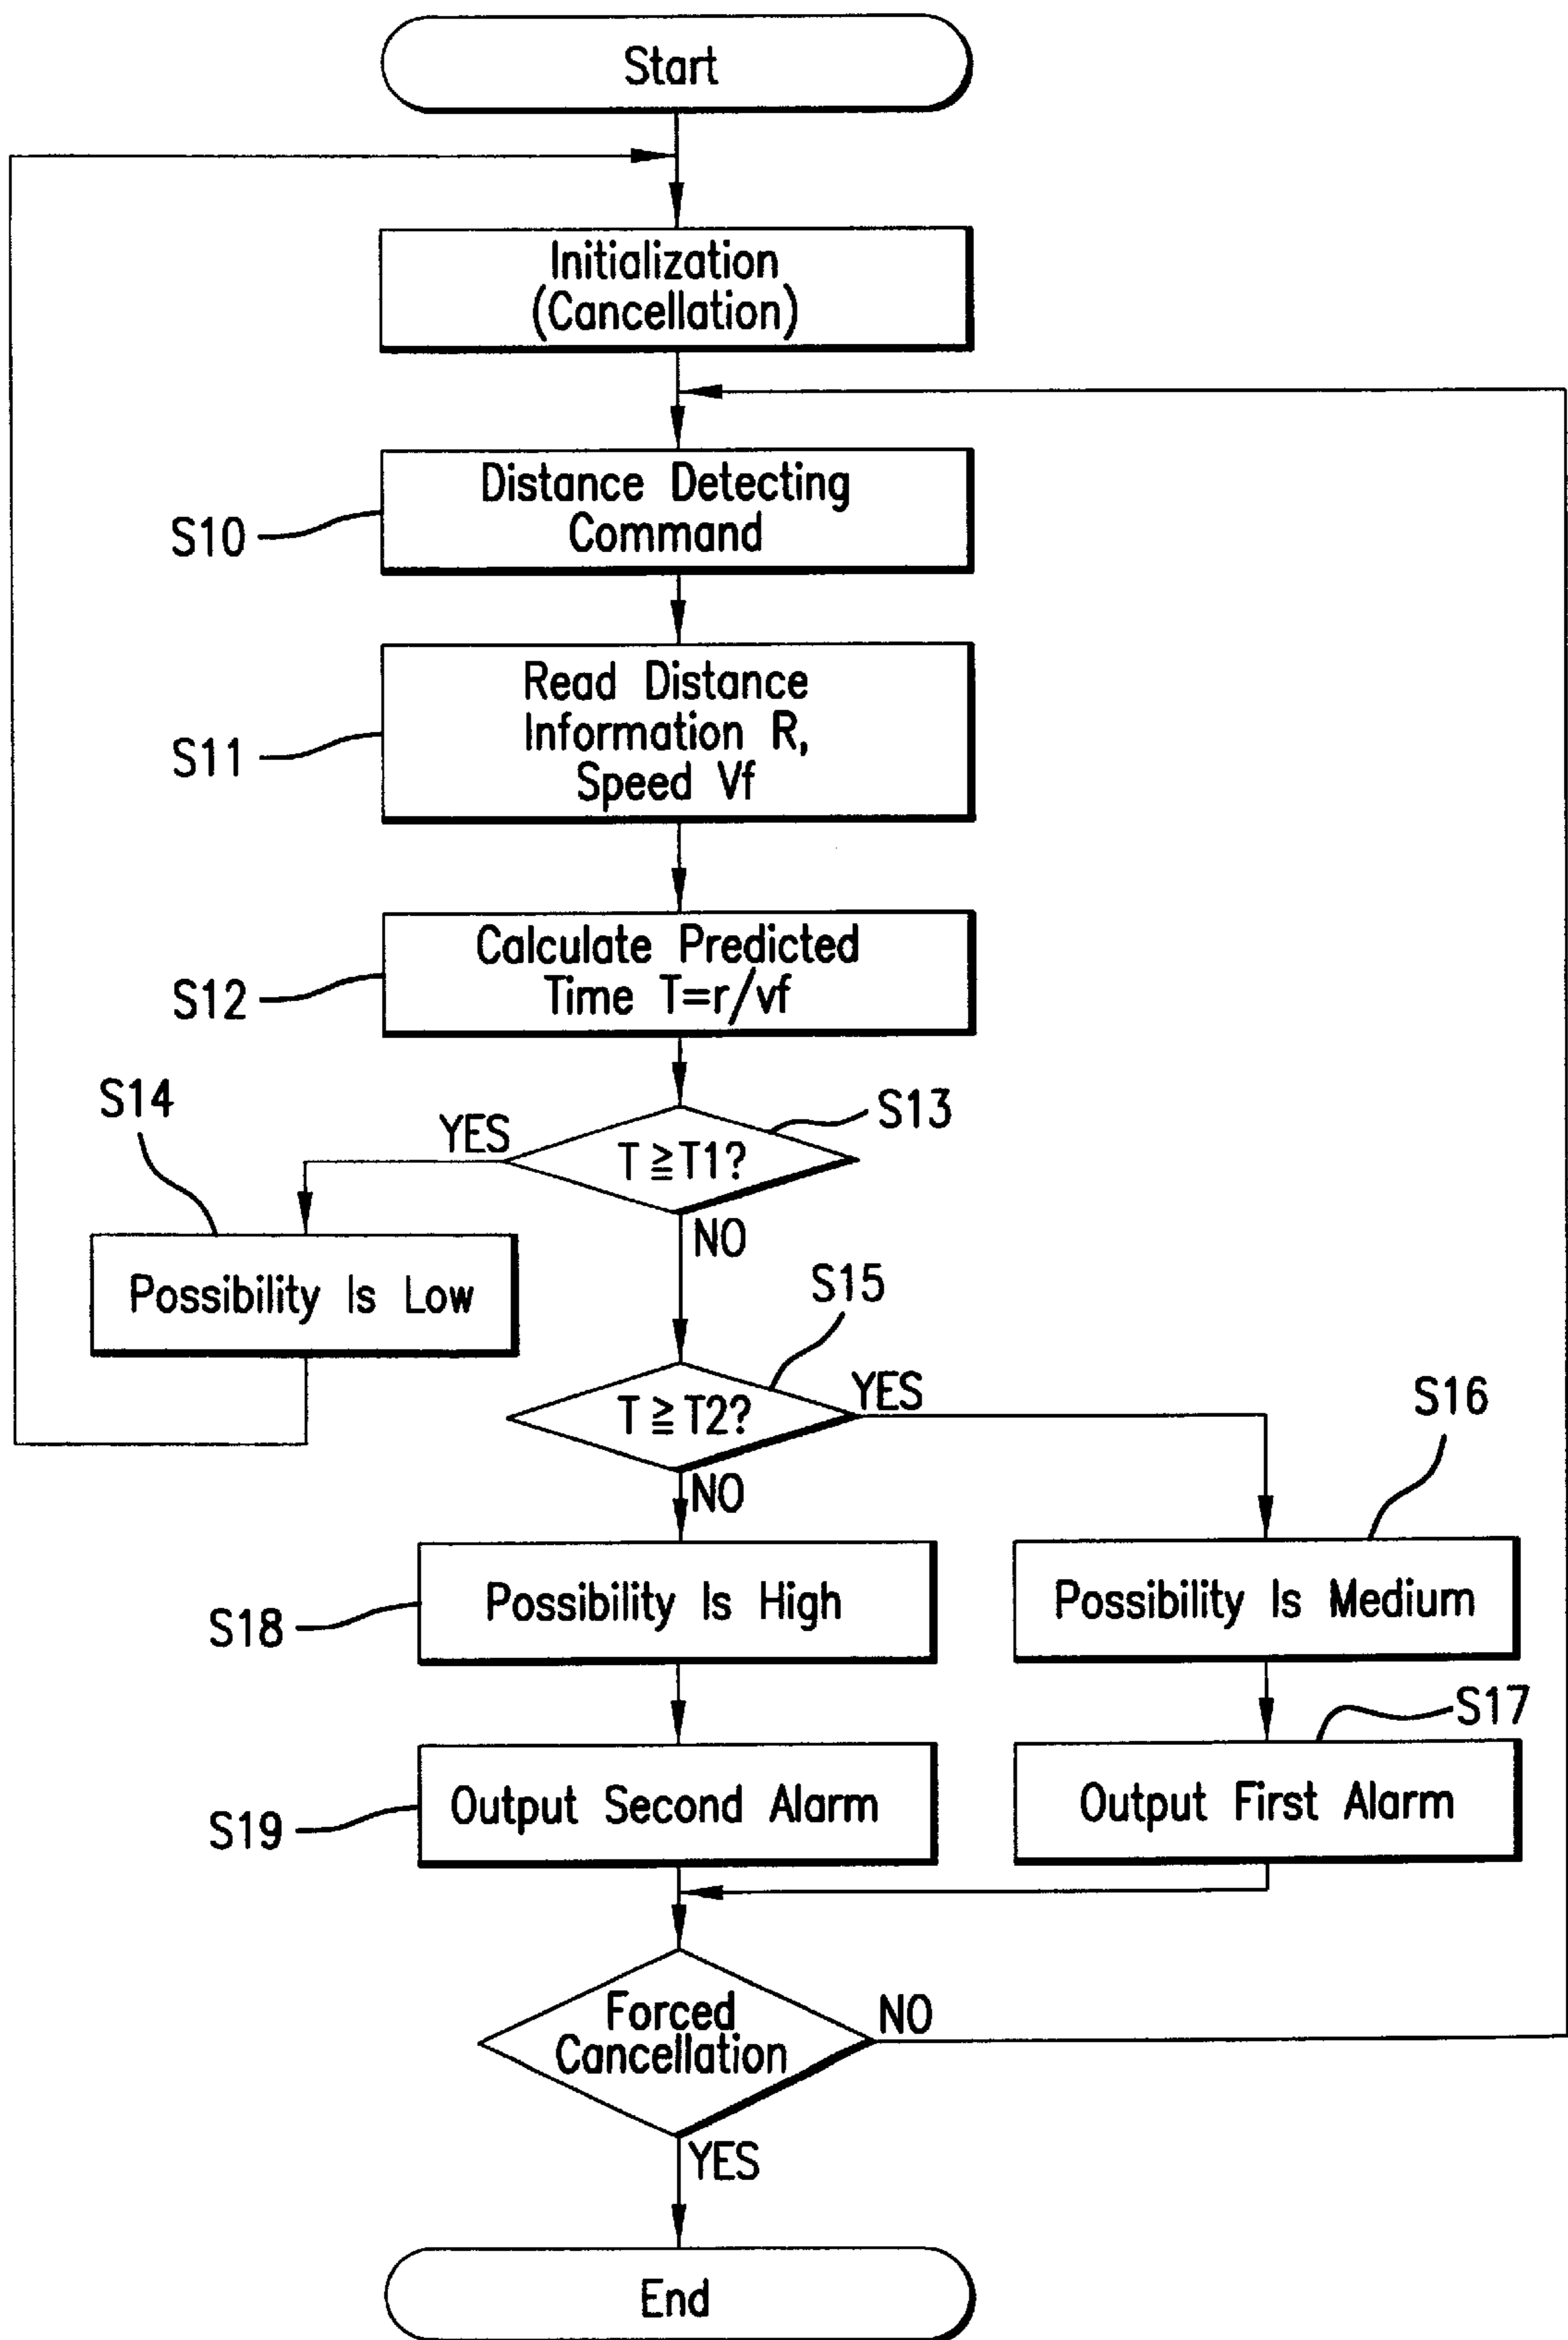 Start
Initialization
(Cancellation)
Distance Detecting
Command
S10
Read Distance
Information R,
Speed Vf
S11
Calculate Predicted
Time T=r/vf
S12
S13
T≧T1?
YES
NO
S14
Possibility Is Low
S15
T≧T2?
YES
NO
S16
Possibility Is Medium
S18
Possibility Is High
S17
Output First Alarm
S19
Output Second Alarm
Forced
Cancellation
NO
YES
End